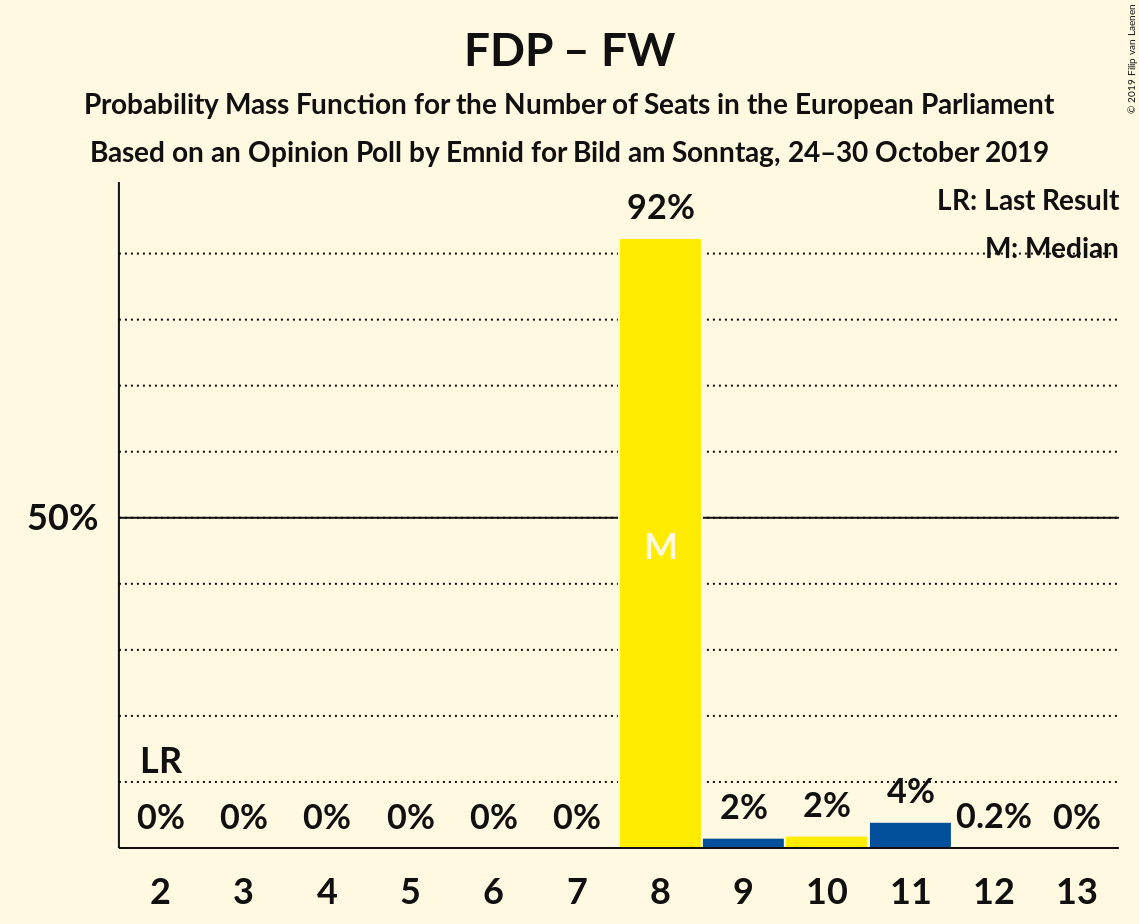 FDP – FW
Probability Mass Function for the Number of Seats in the European Parliament
Based on an Opinion Poll by Emnid for Bild am Sonntag, 24–30 October 2019
© 2019 Filip van Laenen
LR: Last Result
M: Median
92%
50%
M
LR
0% 0% 0% 0% 0% 0% 2% 2% 4% 0.2% 0%
2 3 4 5 6 7 8 9 10 11 12 13